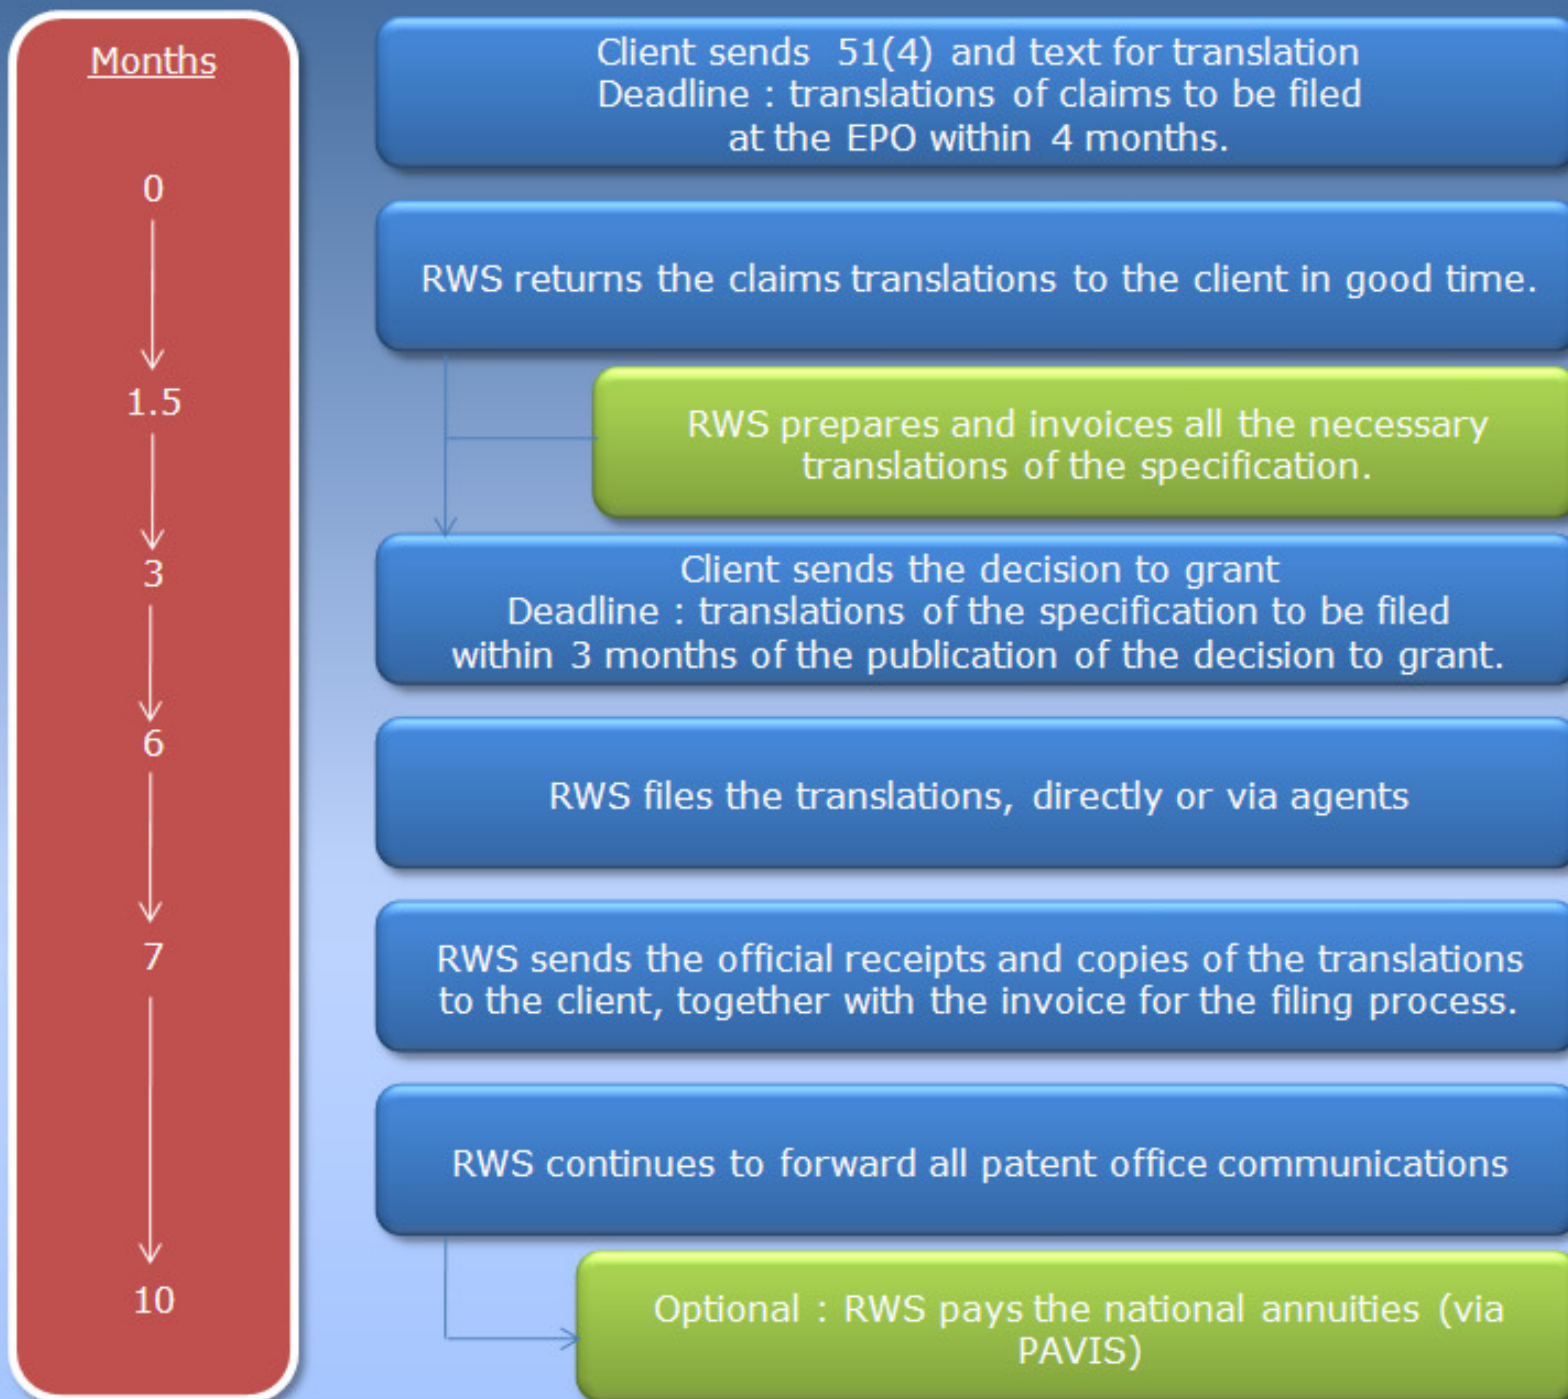 Months
0
1.5
3
6
7
10
Client sends 51(4) and text for translation
Deadline : translations of claims to be filed
at the EPO within 4 months.
RWS returns the claims translations to the client in good time.
RWS prepares and invoices all the necessary
translations of the specification.
Client sends the decision to grant
Deadline : translations of the specification to be filed
within 3 months of the publication of the decision to grant.
RWS files the translations, directly or via agents
RWS sends the official receipts and copies of the translations
to the client, together with the invoice for the filing process.
RWS continues to forward all patent office communications
Optional : RWS pays the national annuities (via
PAVIS)